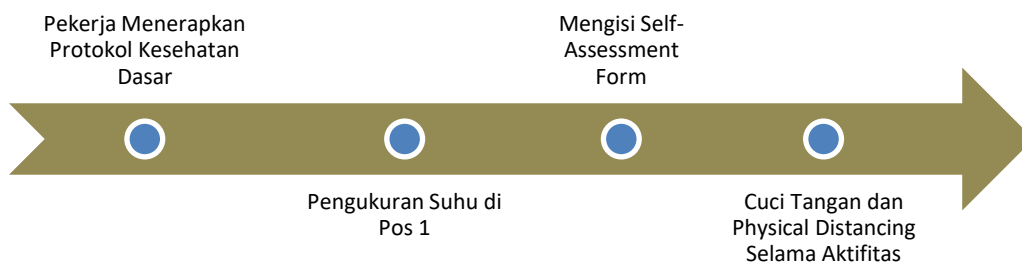 Pekerja Menerapkan
Protokol Kesehatan
Dasar
Pengukuran Suhu di
Pos 1
Mengisi Self-
Assessment
Form
Cuci Tangan dan
Physical Distancing
Selama Aktifitas